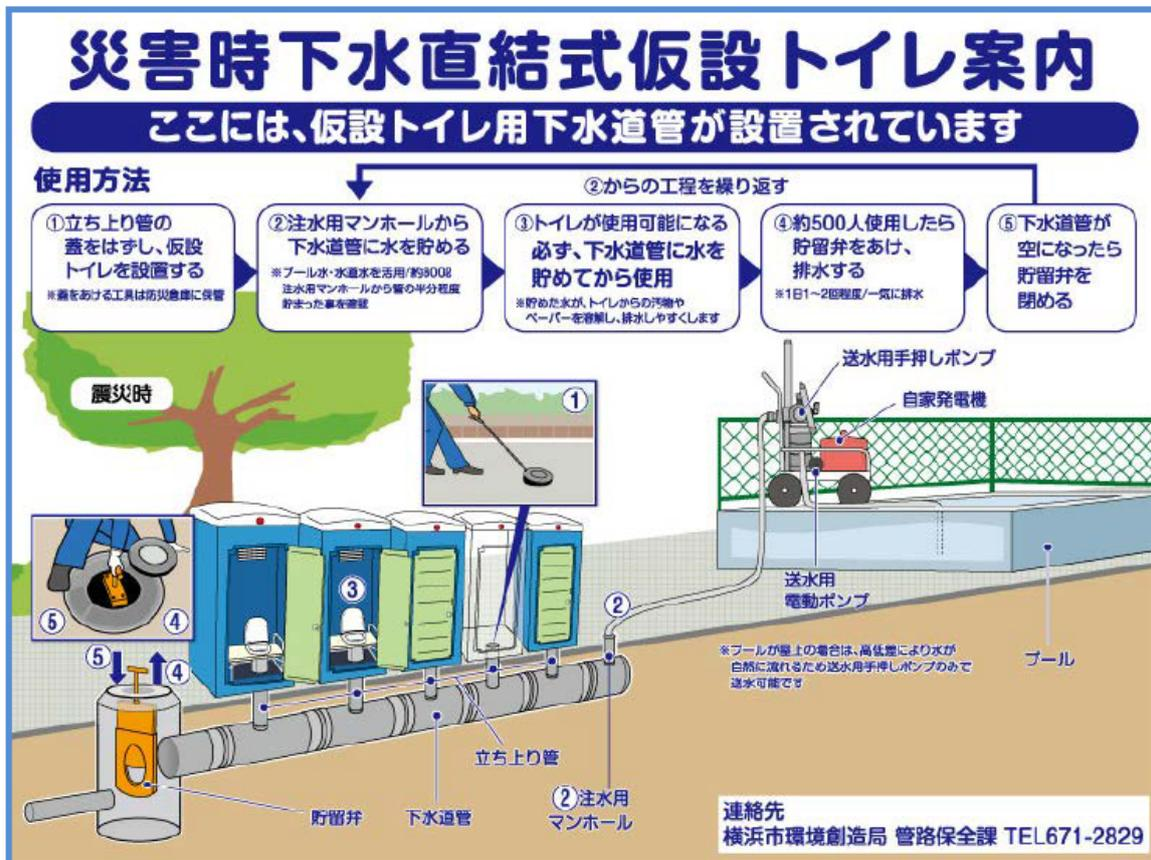 災害時下水直結式仮設トイレ案内
ここには、仮設トイレ用下水道管が設置されています
使用方法
②からの工程を繰り返す
①立ち上り管の
蓋をはずし、仮設
トイレを設置する
※蓋をあける工具は防災倉庫に保管
②注水用マンホールから
下水道管に水を貯める
※プール水・水道水を活用/約800ℓ
注水用マンホールから管の半分程度
貯まった事を確認
③トイレが使用可能になる
必ず、下水道管に水を
貯めてから使用
※貯めた水が、トイレからの汚物や
ペーパーを溶解し、排水しやすくします
④約500人使用したら
貯留弁をあけ、
排水する
※1日1~2回程度/一気に排水
⑤下水道管が
空になったら
貯留弁を
閉める
震災時
①
送水用手押しポンプ
自家発電機
⑤
④
③
②
送水用
電動ポンプ
プール
※プールが屋上の場合は、高低差により水が
自然に流れるため送水用手押しポンプのみで
送水可能です
⑤
④
立ち上り管
貯留弁
下水道管
②注水用
マンホール
連絡先
横浜市環境創造局 管路保全課 TEL671-2829